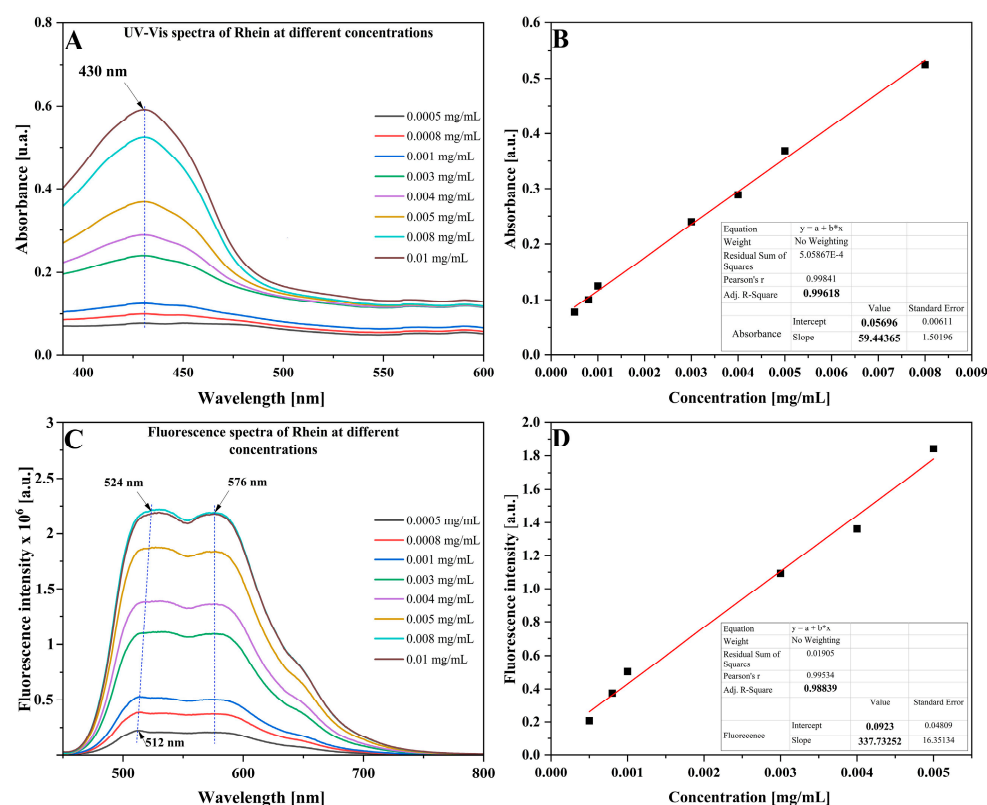 A
UV-Vis spectra of Rhein at different concentrations
430 nm
0.0005 mg/mL
0.0008 mg/mL
0.001 mg/mL
0.003 mg/mL
0.004 mg/mL
0.005 mg/mL
0.008 mg/mL
0.01 mg/mL
Absorbance [u.a.]
0.8
0.6
0.4
0.2
0.0
400
450
500
550
600
Wavelength [nm]
B
Absorbance [a.u.]
0.6
0.5
0.4
0.3
0.2
0.1
0.0
Equation y = a + b*x
Weight No Weighting
Residual Sum of 5.05867E-4
Squares
Pearson's r 0.99841
Adj. R-Square 0.99618
Value Standard Error
Absorbance
Intercept 0.05696 0.00611
Slope 59.44365 1.50196
0.000 0.001 0.002 0.003 0.004 0.005 0.006 0.007 0.008 0.009
Concentration [mg/mL]
C
Fluorescence spectra of Rhein at different
concentrations
524 nm
576 nm
512 nm
0.0005 mg/mL
0.0008 mg/mL
0.001 mg/mL
0.003 mg/mL
0.004 mg/mL
0.005 mg/mL
0.008 mg/mL
0.01 mg/mL
Fluorescence intensity x 10⁶ [a.u.]
3
2.5
2
1.5
1
0.5
0
500
600
700
800
Wavelength [nm]
D
Fluorescence intensity [a.u.]
2.0
1.8
1.6
1.4
1.2
1.0
0.8
0.6
0.4
0.2
0.0
Equation y = a + b*x
Weight No Weighting
Residual Sum of 0.01905
Squares
Pearson's r 0.99534
Adj. R-Square 0.98839
Value Standard Error
Fluorescence
Intercept 0.0923 0.04809
Slope 337.73252 16.35134
0.000 0.001 0.002 0.003 0.004 0.005
Concentration [mg/mL]